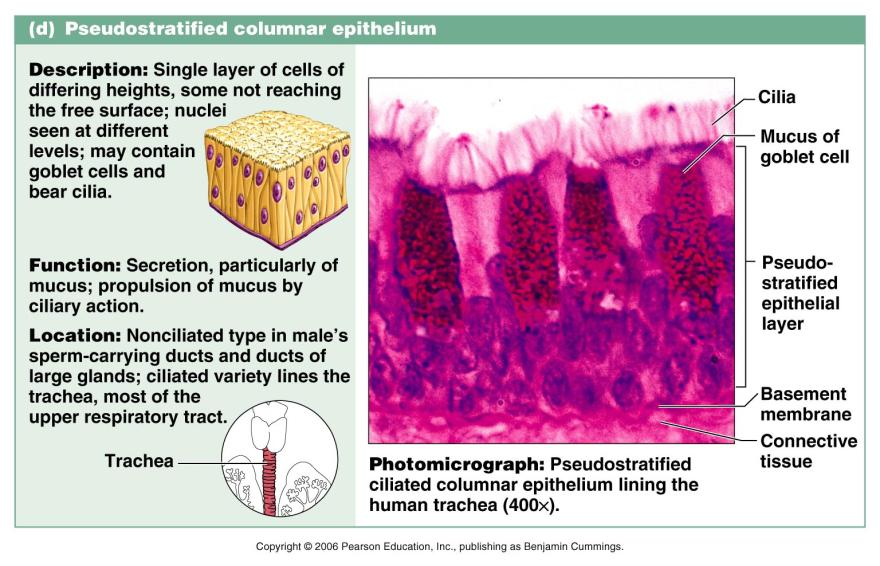 (d) Pseudostratified columnar epithelium
Description: Single layer of cells of
differing heights, some not reaching
the free surface; nuclei
seen at different
levels; may contain
goblet cells and
bear cilia.
Function: Secretion, particularly of
mucus; propulsion of mucus by
ciliary action.
Location: Nonciliated type in male's
sperm-carrying ducts and ducts of
large glands; ciliated variety lines the
trachea, most of the
upper respiratory tract.
Trachea
Cilia
Mucus of
goblet cell
Pseudo-
stratified
epithelial
layer
Basement
membrane
Connective
tissue
Photomicrograph: Pseudostratified
ciliated columnar epithelium lining the
human trachea (400×).
Copyright © 2006 Pearson Education, Inc., publishing as Benjamin Cummings.